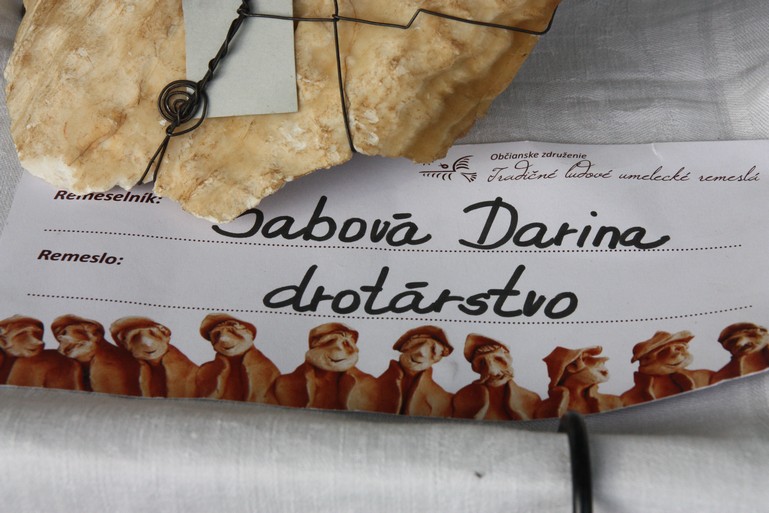 Občianske združenie
Tradičné ľudové umelecké remeslá
Remeselník:
Sabová Darina
Remeslo:
drotárstvo